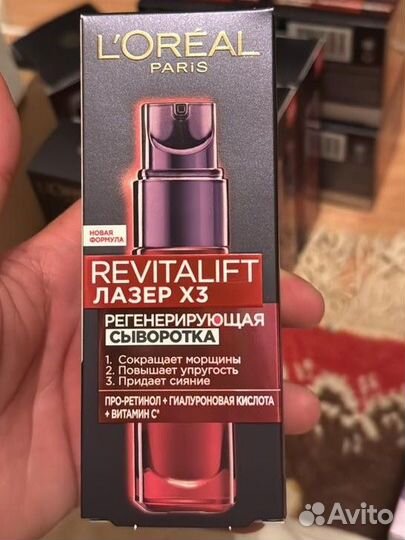 L'ORÉAL
PARIS
НОВАЯ
ФОРМУЛА
REVITALIFT
ЛАЗЕР X3
РЕГЕНЕРИРУЮЩАЯ
СЫВОРОТКА
1. Сокращает морщины
2. Повышает упругость
3. Придает сияние
ПРО-РЕТИНОЛ + ГИАЛУРОНОВАЯ КИСЛОТА
+ ВИТАМИН С*
Avito